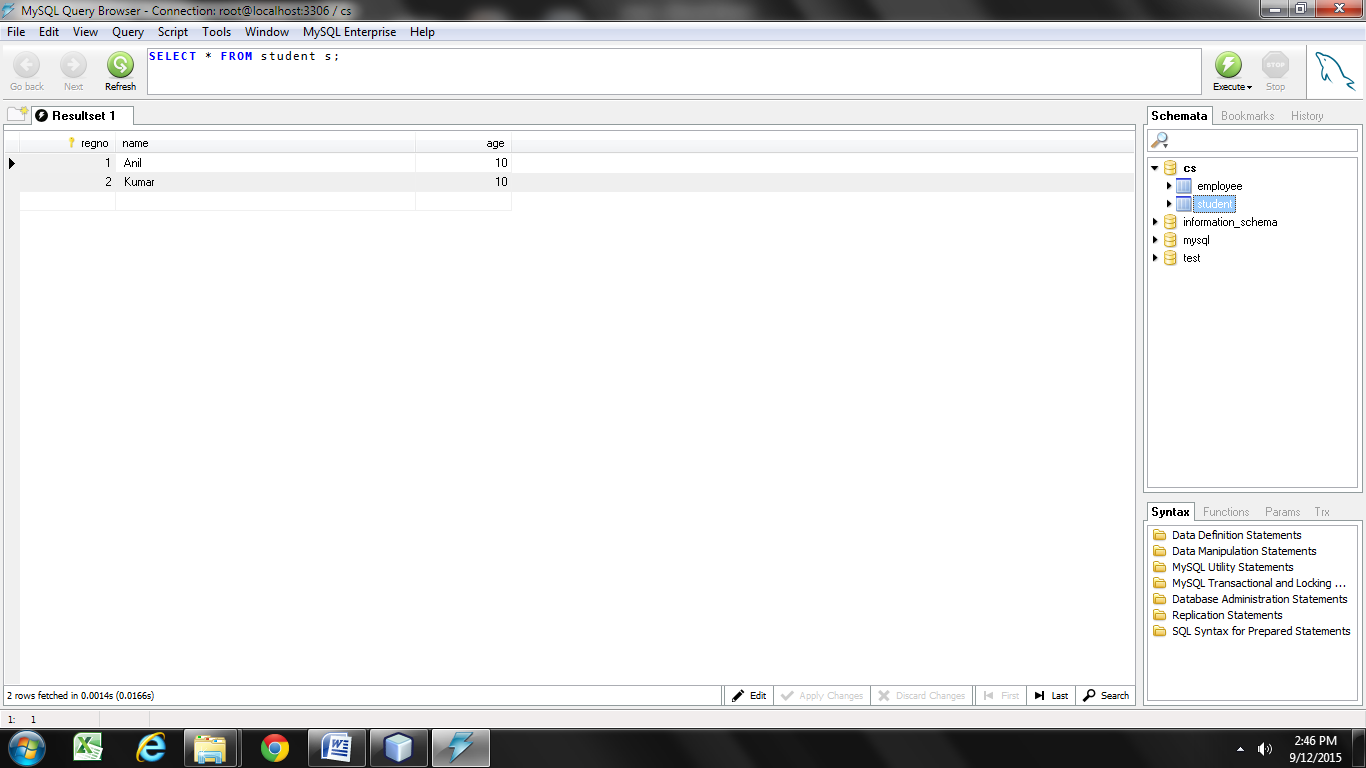 MySQL Query Browser - Connection: root@localhost:3306 / cs
File Edit View Query Script Tools Window MySQL Enterprise Help
Go back Next Refresh
SELECT * FROM student s;
Execute Stop
Resultset 1
regno name age
1 Anil 10
2 Kumar 10
Schemata Bookmarks History
cs
employee
student
information_schema
mysql
test
Syntax Functions Params Trx
Data Definition Statements
Data Manipulation Statements
MySQL Utility Statements
MySQL Transactional and Locking ...
Database Administration Statements
Replication Statements
SQL Syntax for Prepared Statements
2 rows fetched in 0.0014s (0.0166s)
Edit Apply Changes Discard Changes First Last Search
1: 1
2:46 PM
9/12/2015